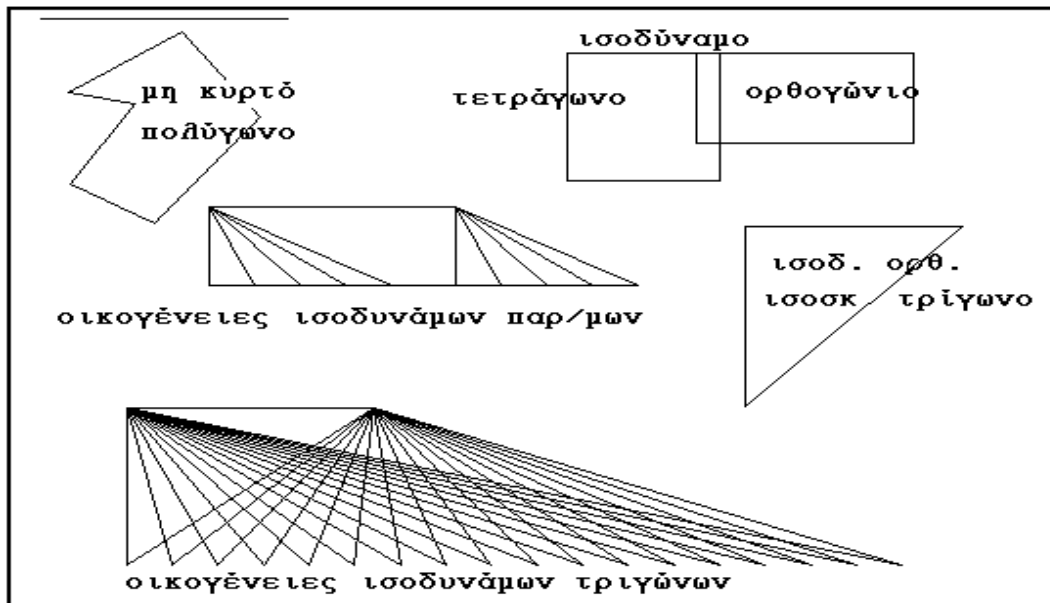 ισοδύναμο
μη κυρτό
πολύγωνο
τετράγωνο
ορθογώνιο
ισοδ. ορθ.
ισοσκ τρίγωνο
οικογένειες ισοδυνάμων παρ/μων
οικογένειες ισοδυνάμων τριγώνων